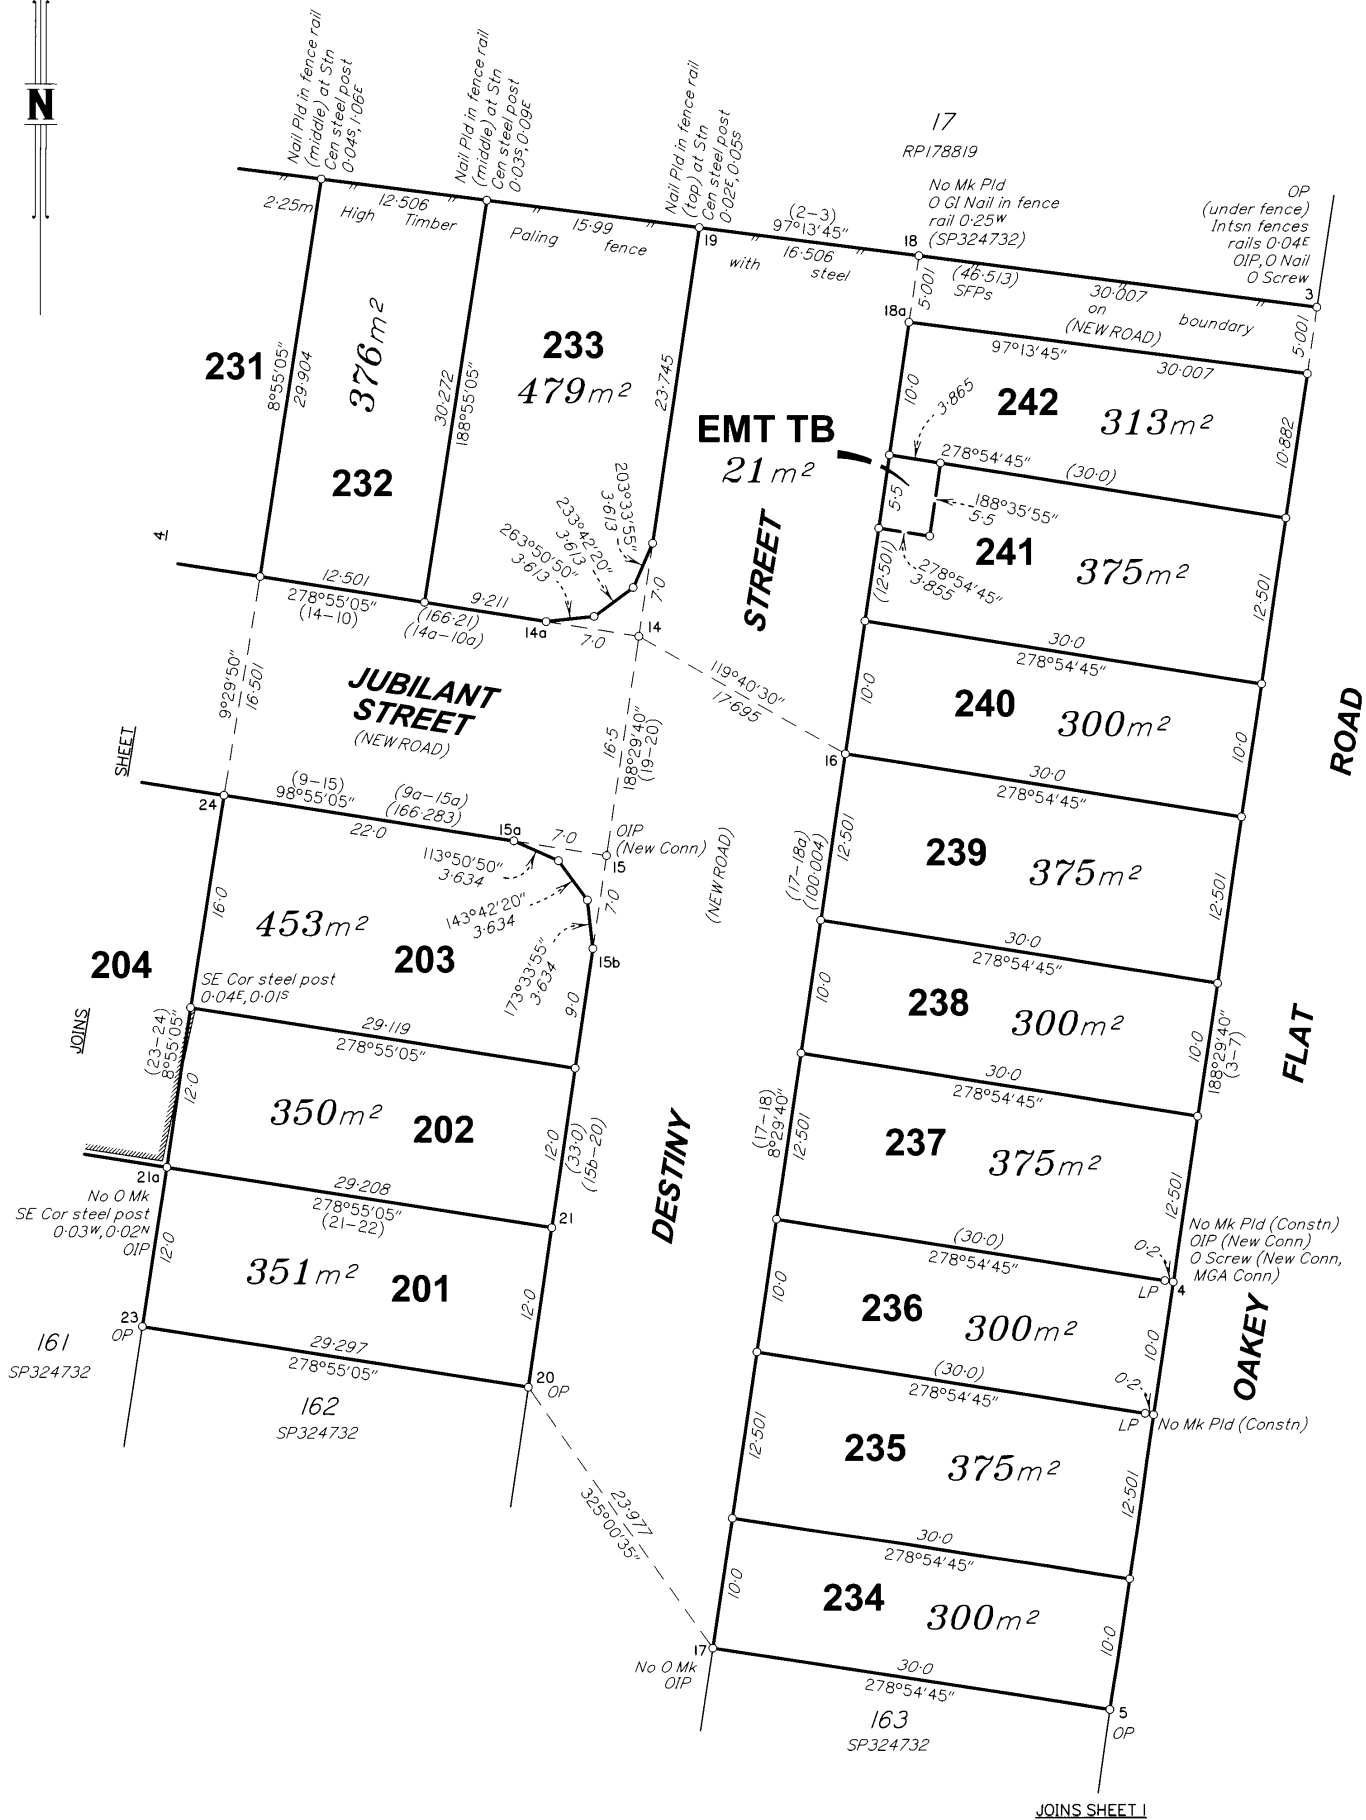 N
Nail Pld in fence rail
(middle) at Stn
Cen steel post
0·04S,1·06E
Nail Pld in fence rail
(middle) at Stn
Cen steel post
0·03S,0·09E
Nail Pld in fence rail
(top) at Stn
Cen steel post
0·02E,0·05S
17
RP178819
No Mk Pld
O GI Nail in fence
rail 0·25W
(SP324732)
OP
(under fence)
Intsn fences
rails 0·04E
OIP,O Nail
O Screw
2·25m
12·506
High Timber
15·99
Paling fence
19
(2-3)
97°13'45"
16·506
with steel
18
(46·513)
SFPs
30·007
on
(NEW ROAD)
boundary
3
5·001
5·001
18a
97°13'45"
30·007
231
8°55'05"
29·904
376m²
232
30·272
188°55'05"
233
479m²
23·745
10·0
3·865
242
313m²
10·882
EMT TB
21m²
278°54'45"
(30·0)
5·5
188°35'55"
5·5
241
375m²
278°54'45"
3·855
(12·501)
12·501
203°33'55"
3·613
233°42'20"
3·613
263°50'50"
3·613
STREET
4
12·501
278°55'05"
(14-10)
9·211
(166·21)
(14a-10a)
14a
7·0
7·0
14
30·0
278°54'45"
9°29'50"
16·501
JUBILANT
STREET
(NEW ROAD)
119°40'30"
17·695
10·0
240
300m²
10·0
ROAD
SHEET
16·5
188°29'40"
(19-20)
16
30·0
278°54'45"
24
(9-15)
98°55'05"
(9a-15a)
(166·283)
22·0
15a
7·0
OIP
(New Conn)
15
113°50'50"
3·634
143°42'20"
3·634
173°33'55"
3·634
7·0
15b
(NEW ROAD)
(17-18a)
(100·004)
12·501
239
375m²
12·501
16·0
453m²
203
9·0
30·0
278°54'45"
204
SE Cor steel post
0·04E,0·01S
10·0
238
300m²
10·0
188°29'40"
(3-7)
FLAT
JOINS
(23-24)
8°55'05"
12·0
29·119
278°55'05"
30·0
278°54'45"
350m²
202
12·0
(33·0)
(15b-20)
DESTINY
(17-18)
8°29'40"
12·501
237
375m²
12·501
21a
No O Mk
SE Cor steel post
0·03W,0·02N
OIP
29·208
278°55'05"
(21-22)
21
12·0
351m²
201
12·0
(30·0)
278°54'45"
0·2
LP
4
No Mk Pld (Constn)
OIP (New Conn)
O Screw (New Conn,
MGA Conn)
10·0
236
300m²
10·0
OAKEY
23
OP
161
SP324732
29·297
278°55'05"
20
OP
162
SP324732
(30·0)
278°54'45"
0·2
LP
No Mk Pld (Constn)
12·501
235
375m²
12·501
23·977
325°00'35"
30·0
278°54'45"
10·0
234
300m²
10·0
17
No O Mk
OIP
30·0
278°54'45"
5
OP
163
SP324732
JOINS SHEET 1